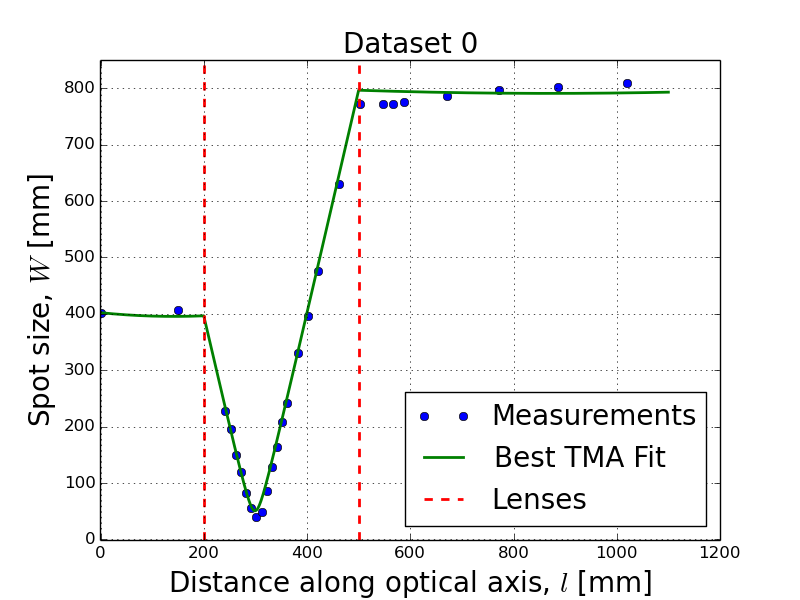 Dataset 0
Spot size, W [mm]
800
700
600
500
400
300
200
100
0
Measurements
Best TMA Fit
Lenses
0 200 400 600 800 1000 1200
Distance along optical axis, l [mm]